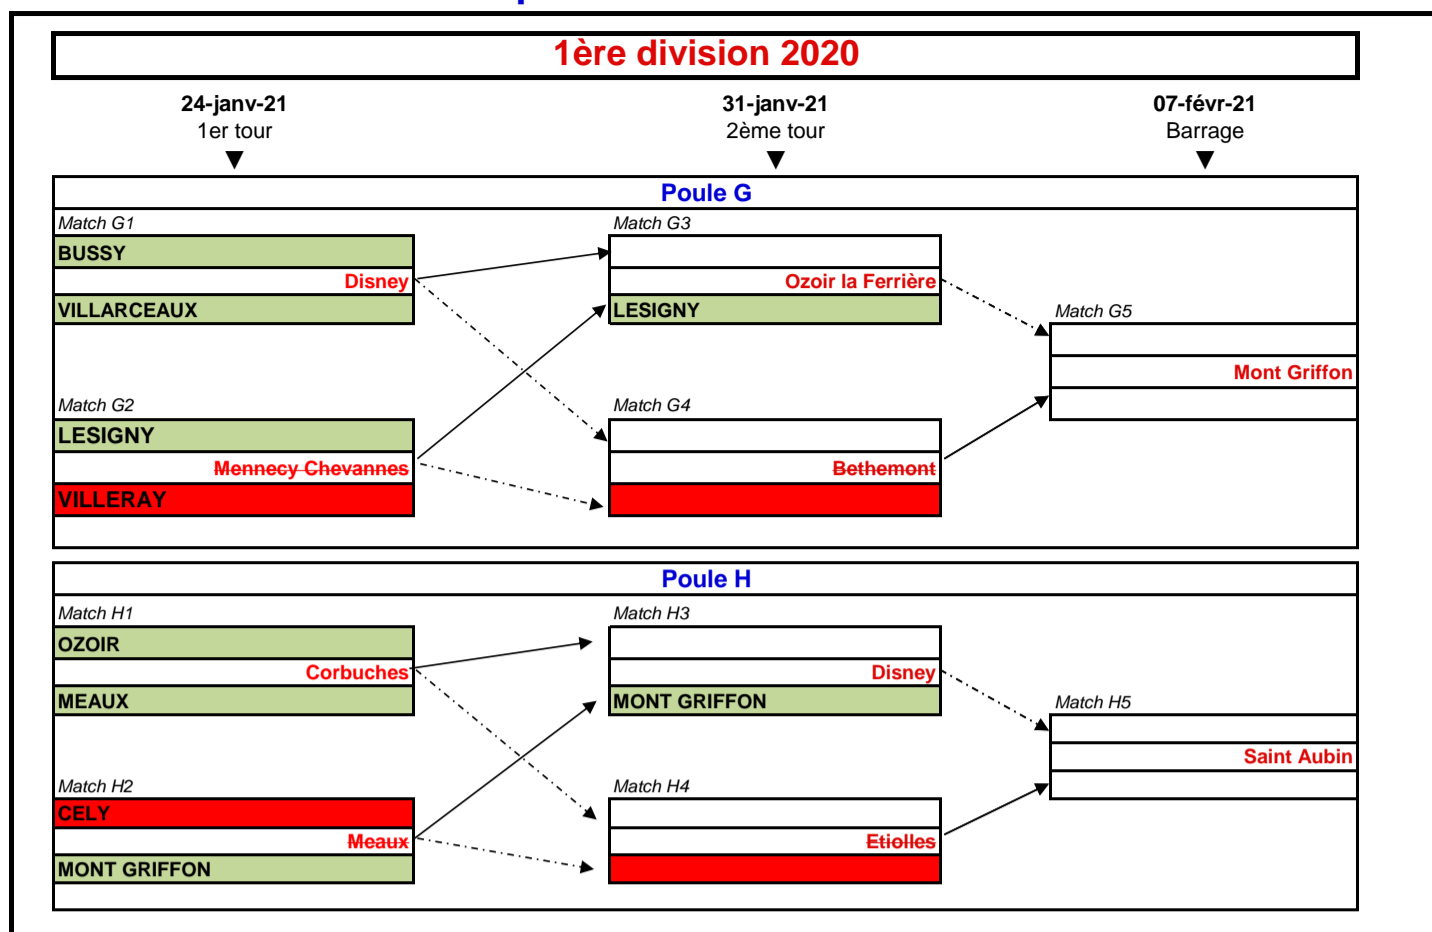 1ère division 2020
24-janv-21 31-janv-21 07-févr-21
1er tour 2ème tour Barrage
Poule G
Match G1 Match G3
BUSSY
Disney Ozoir la Ferrière
VILLARCEAUX LESIGNY Match G5
Mont Griffon
Match G2 Match G4
LESIGNY
Mennecy Chevannes Bethemont
VILLERAY
Poule H
Match H1 Match H3
OZOIR
Corbuches Disney
MEAUX MONT GRIFFON Match H5
Saint Aubin
Match H2 Match H4
CELY
Meaux Etiolles
MONT GRIFFON